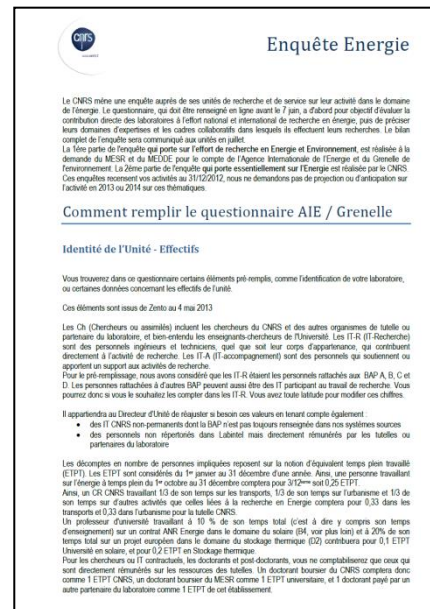 cnrs
Enquête Energie
Le CNRS mène une enquête auprès de ses unités de recherche et de service sur leur activité dans le domaine
de l'énergie. Le questionnaire, qui doit être renseigné en ligne avant le 7 juin, a d'abord pour objectif d'évaluer la
contribution directe des laboratoires à l'effort national et international de recherche en énergie, puis de préciser
leurs domaines d'expertises et les cadres collaboratifs dans lesquels ils effectuent leurs recherches. Le bilan
complet de l'enquête sera communiqué aux unités en juillet.
La 1ère partie de l'enquête qui porte sur l'effort de recherche en Energie et Environnement, est réalisée à la
demande du MESR et du MEDDE pour le compte de l'Agence Internationale de l'Energie et du Grenelle de
l'environnement. La 2ème partie de l'enquête qui porte essentiellement sur l'Energie est réalisée par le CNRS.
Ces enquêtes recensent vos activités au 31/12/2012, nous ne demandons pas de projection ou d'anticipation sur
l'activité en 2013 ou 2014 sur ces thématiques.
Comment remplir le questionnaire AIE / Grenelle
Identité de l'Unité - Effectifs
Vous trouverez dans ce questionnaire certains éléments pré-remplis, comme l'identification de votre laboratoire,
ou certaines données concernant les effectifs de l'unité.
Ces éléments sont issus de Zento au 4 mai 2013
Les Ch (Chercheurs ou assimilés) incluent les chercheurs du CNRS et des autres organismes de tutelle ou
partenaire du laboratoire, et bien-entendu les enseignants-chercheurs de l'Université. Les IT-R (IT-Recherche)
sont des personnels ingénieurs et techniciens, quel que soit leur corps d'appartenance, qui contribuent
directement à l'activité de recherche. Les IT-A (IT-accompagnement) sont des personnels qui soutiennent ou
apportent un support aux activités de recherche.
Pour le pré-remplissage, nous avons considéré que les IT-R étaient les personnels rattachés aux BAP A, B, C et
D. Les personnes rattachées à d'autres BAP peuvent aussi être des IT participant au travail de recherche. Vous
pourrez donc si vous le souhaitez les compter dans les IT-R. Vous avez toute latitude pour modifier ces chiffres.
Il appartiendra au Directeur d'Unité de réajuster si besoin ces valeurs en tenant compte également :
• des IT CNRS non-permanents dont la BAP n'est pas toujours renseignée dans nos systèmes sources
• des personnels non répertoriés dans Labintel mais directement rémunérés par les tutelles ou
partenaires du laboratoire
Les décomptes en nombre de personnes impliquées reposent sur la notion d'équivalent temps plein travaillé
(ETPT). Les ETPT sont considérés du 1er janvier au 31 décembre d'une année. Ainsi, une personne travaillant
sur l'énergie à temps plein du 1er octobre au 31 décembre comptera pour 3/12ème soit 0,25 ETPT.
Ainsi, un CR CNRS travaillant 1/3 de son temps sur les transports, 1/3 de son temps sur l'urbanisme et 1/3 de
son temps sur d'autres activités que celles liées à la recherche en Energie comptera pour 0,33 dans les
transports et 0,33 dans l'urbanisme pour la tutelle CNRS.
Un professeur d'université travaillant à 10 % de son temps total (c'est à dire y compris son temps
d'enseignement) sur un contrat ANR Energie dans le domaine du solaire (B4, voir plus loin) et à 20% de son
temps total sur un projet européen dans le domaine du stockage thermique (D2) contribuera pour 0,1 ETPT
Université en solaire, et pour 0,2 ETPT en Stockage thermique.
Pour les chercheurs ou IT contractuels, les doctorants et post-doctorants, vous ne comptabiliserez que ceux qui
sont directement rémunérés sur les ressources des tutelles. Un doctorant boursier du CNRS comptera donc
comme 1 ETPT CNRS, un doctorant boursier du MESR comme 1 ETPT universitaire, et 1 doctorant payé par un
autre partenaire du laboratoire comme 1 ETPT de cet établissement.